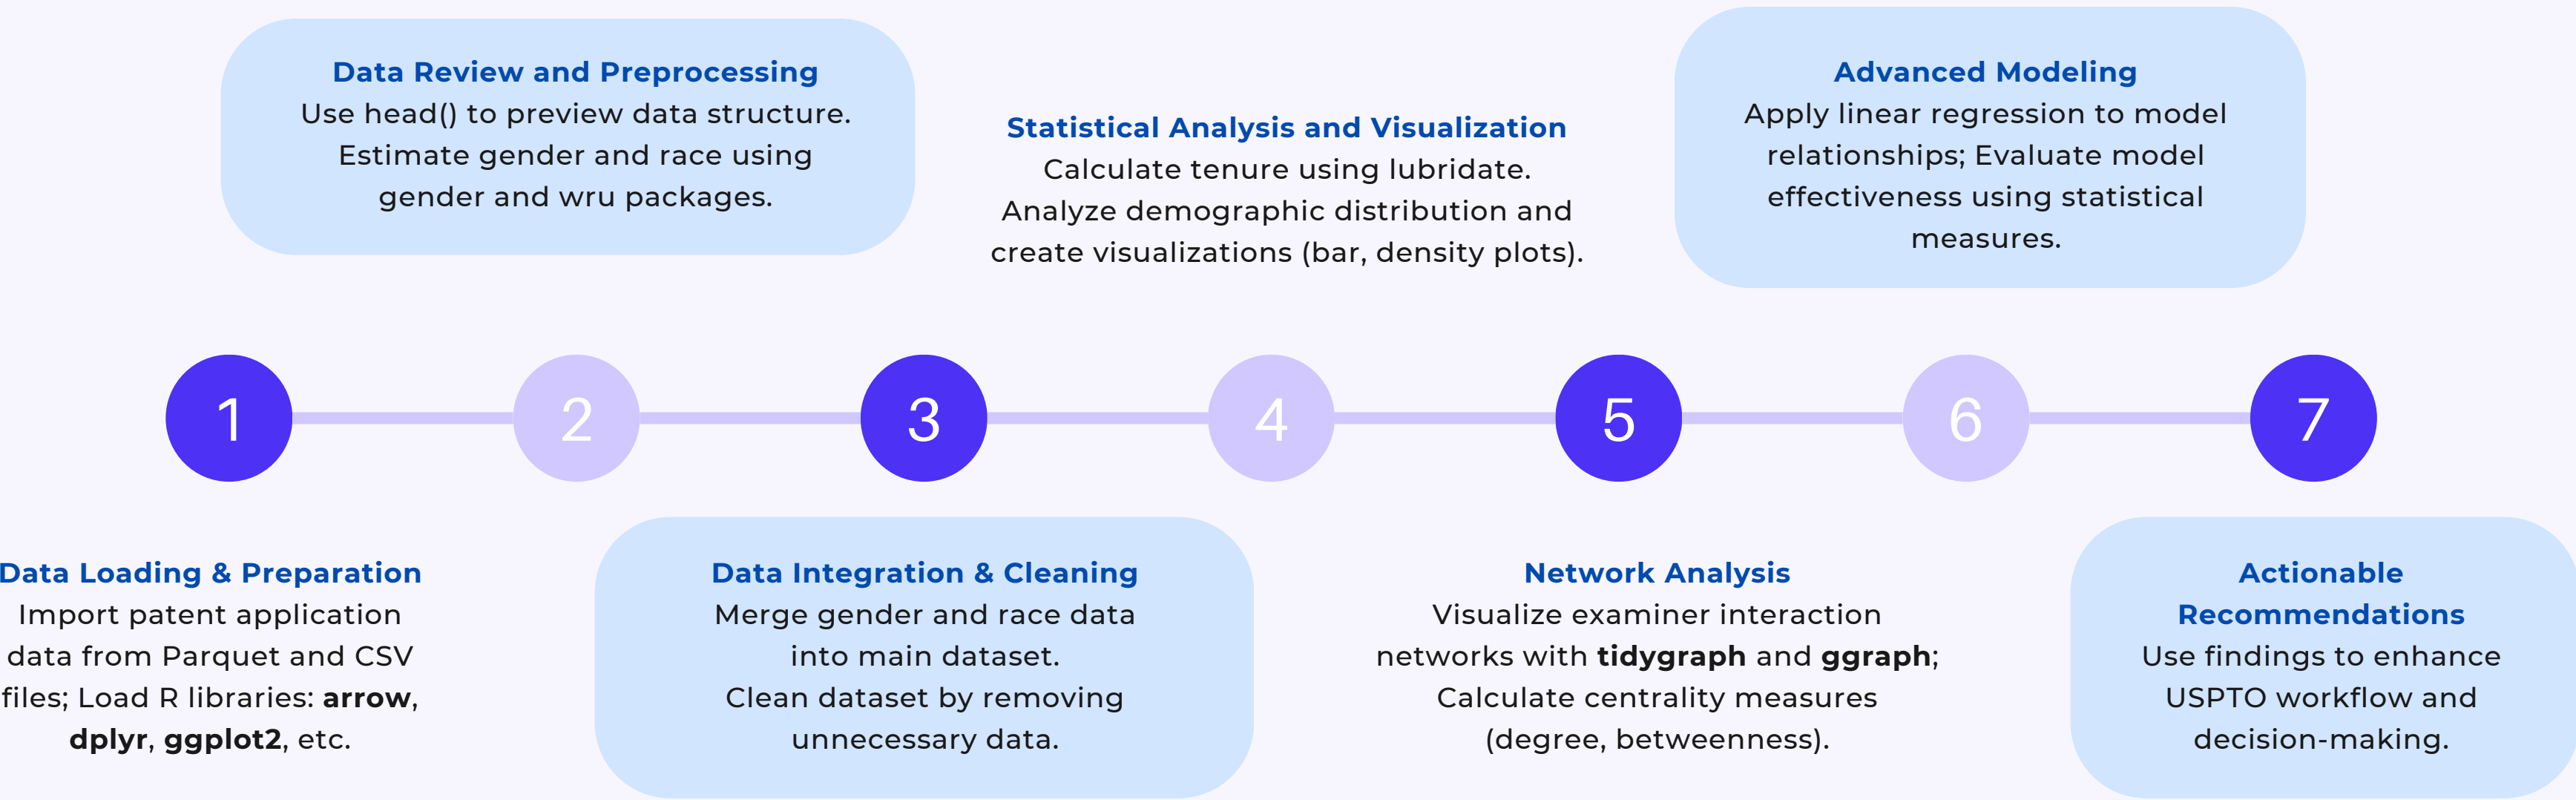 Data Review and Preprocessing
Use head() to preview data structure.
Estimate gender and race using
gender and wru packages.
Statistical Analysis and Visualization
Calculate tenure using lubridate.
Analyze demographic distribution and
create visualizations (bar, density plots).
Advanced Modeling
Apply linear regression to model
relationships; Evaluate model
effectiveness using statistical
measures.
1
2
3
4
5
6
7
Data Loading & Preparation
Import patent application
data from Parquet and CSV
files; Load R libraries: arrow,
dplyr, ggplot2, etc.
Data Integration & Cleaning
Merge gender and race data
into main dataset.
Clean dataset by removing
unnecessary data.
Network Analysis
Visualize examiner interaction
networks with tidygraph and ggraph;
Calculate centrality measures
(degree, betweenness).
Actionable
Recommendations
Use findings to enhance
USPTO workflow and
decision-making.